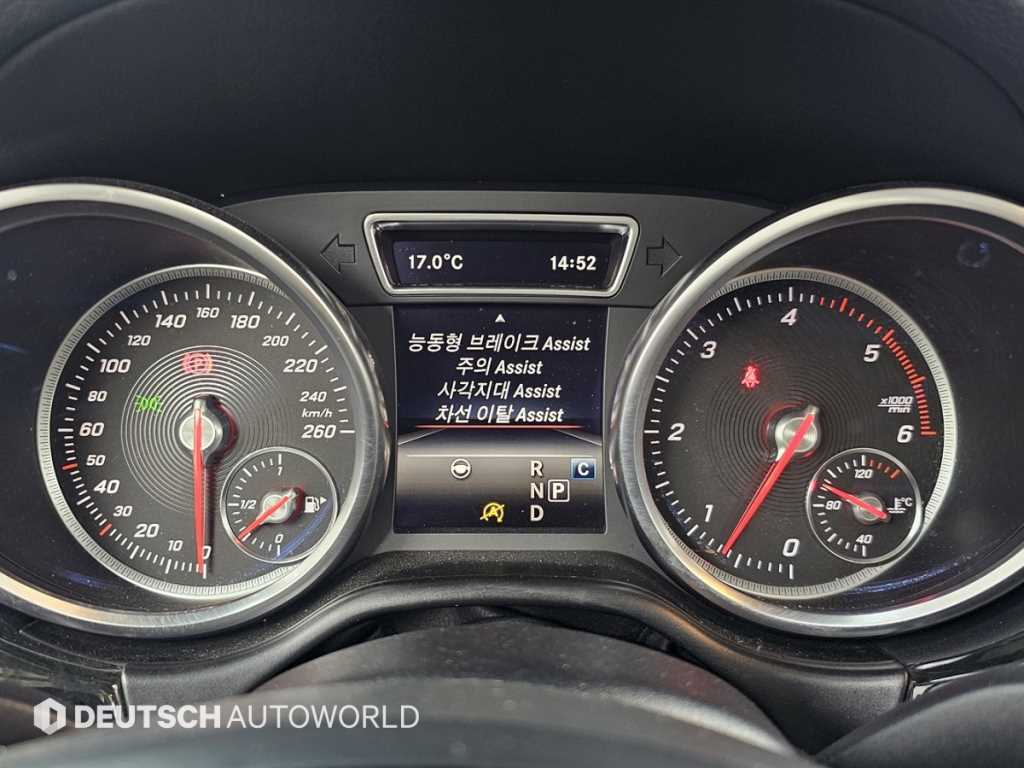 17.0°C 14:52
능동형 브레이크 Assist
주의 Assist
사각지대 Assist
차선 이탈 Assist
R C
N P
D
A
0 10 20 30 40 50 60 80 100 120 140 160 180 200 220 240 260
km/h
P
0 1/2 1
0 1 2 3 4 5 6
x1000
min
40 80 120
°C
DEUTSCH AUTOWORLD